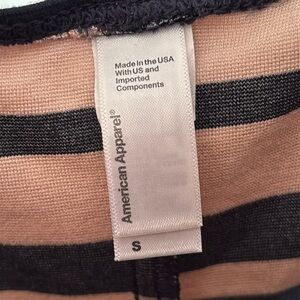 Made in the USA
With US and
Imported
Components
American Apparel®
S